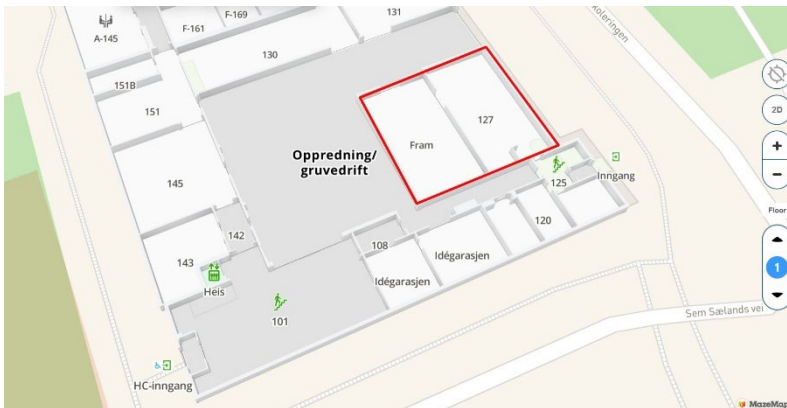 A-145
F-161
F-169
131
130
151B
151
127
Fram
Oppredning/
gruvedrift
145
125
Inngang
142
120
108
143
Idégarasjen
Idégarasjen
Heis
101
HC-inngang
koleringen
Sem Sælands vei
2D
+
−
Floor
1
MazeMap